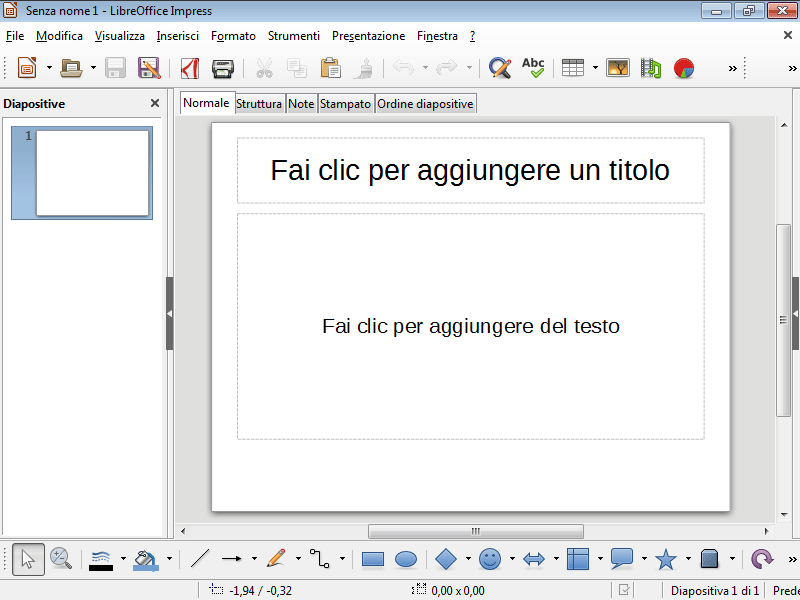 Senza nome 1 - LibreOffice Impress
File Modifica Visualizza Inserisci Formato Strumenti Presentazione Finestra ?
Abc
Diapositive
Normale Struttura Note Stampato Ordine diapositive
1
Fai clic per aggiungere un titolo
Fai clic per aggiungere del testo
-1,94 / -0,32 0,00 x 0,00 Diapositiva 1 di 1 Prede